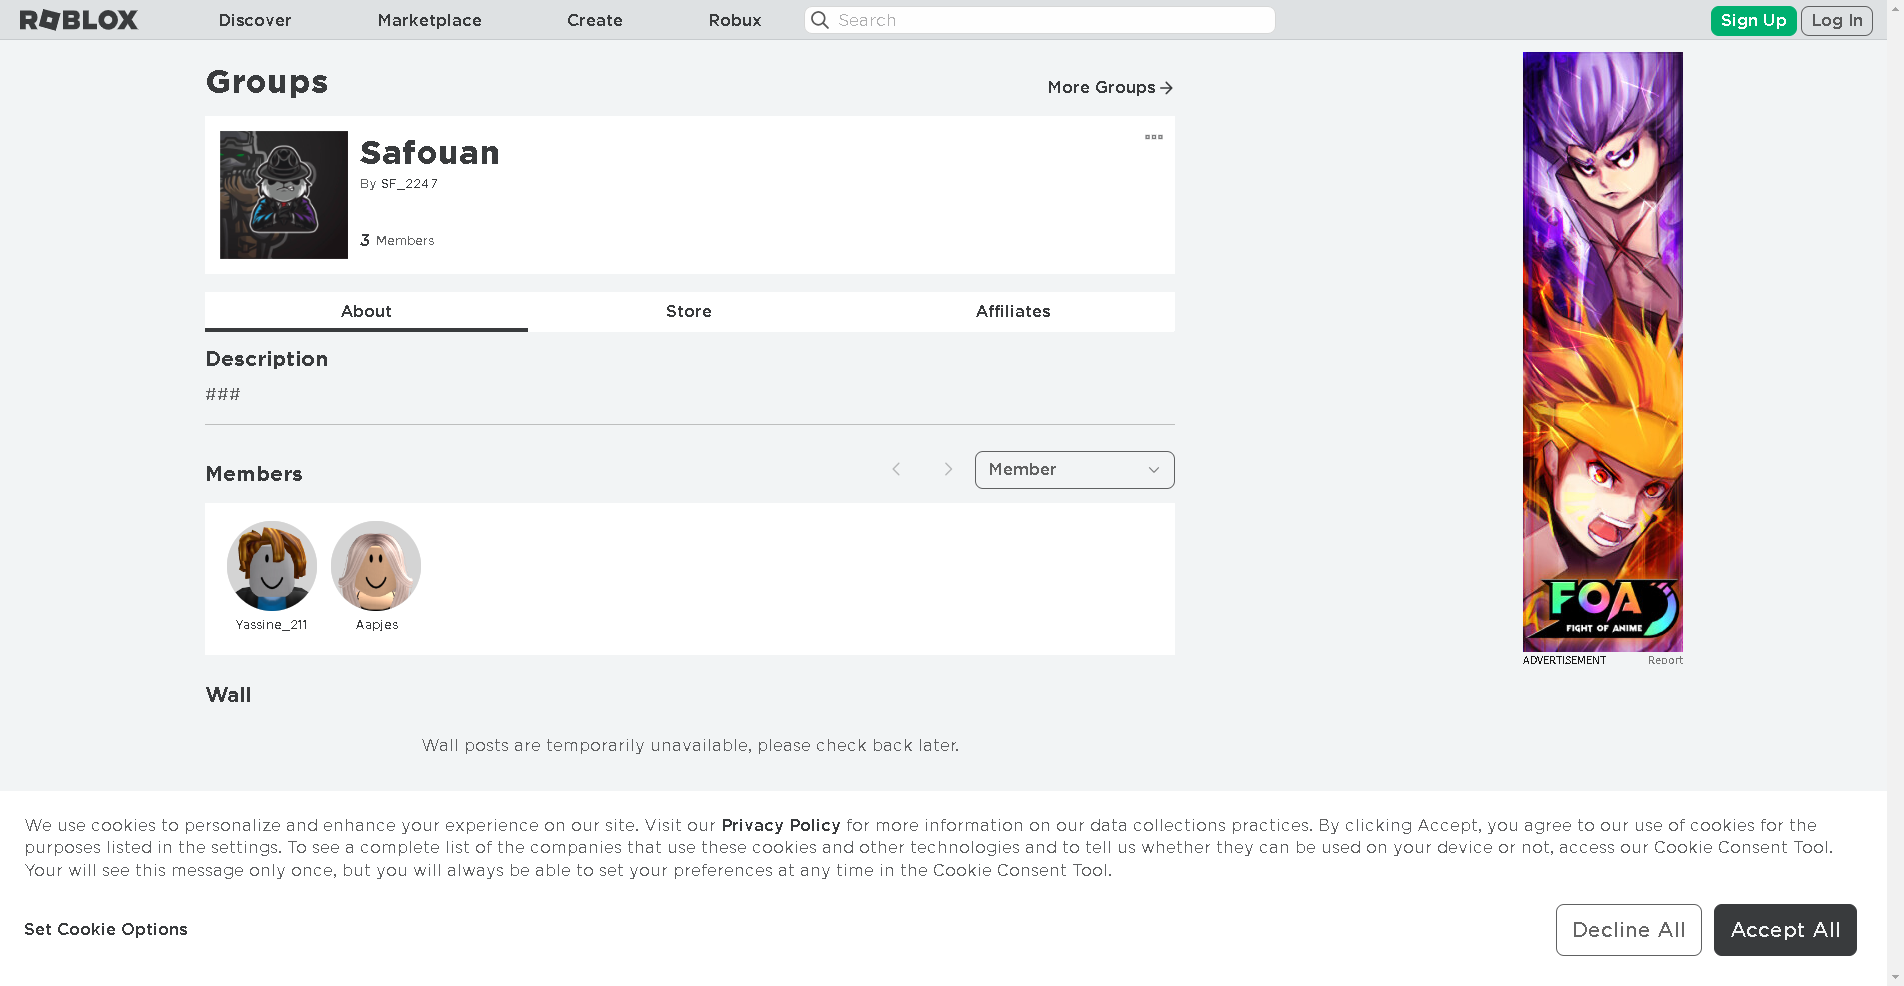 ROBLOX
Discover
Marketplace
Create
Robux
Search
Sign Up
Log In
Groups
More Groups
Safouan
By SF_2247
3 Members
About
Store
Affiliates
Description
###
Members
Member
Yassine_211
Aapjes
Wall
Wall posts are temporarily unavailable, please check back later.
FOA
FIGHT OF ANIME
ADVERTISEMENT
Report
We use cookies to personalize and enhance your experience on our site. Visit our Privacy Policy for more information on our data collections practices. By clicking Accept, you agree to our use of cookies for the
purposes listed in the settings. To see a complete list of the companies that use these cookies and other technologies and to tell us whether they can be used on your device or not, access our Cookie Consent Tool.
Your will see this message only once, but you will always be able to set your preferences at any time in the Cookie Consent Tool.
Set Cookie Options
Decline All
Accept All